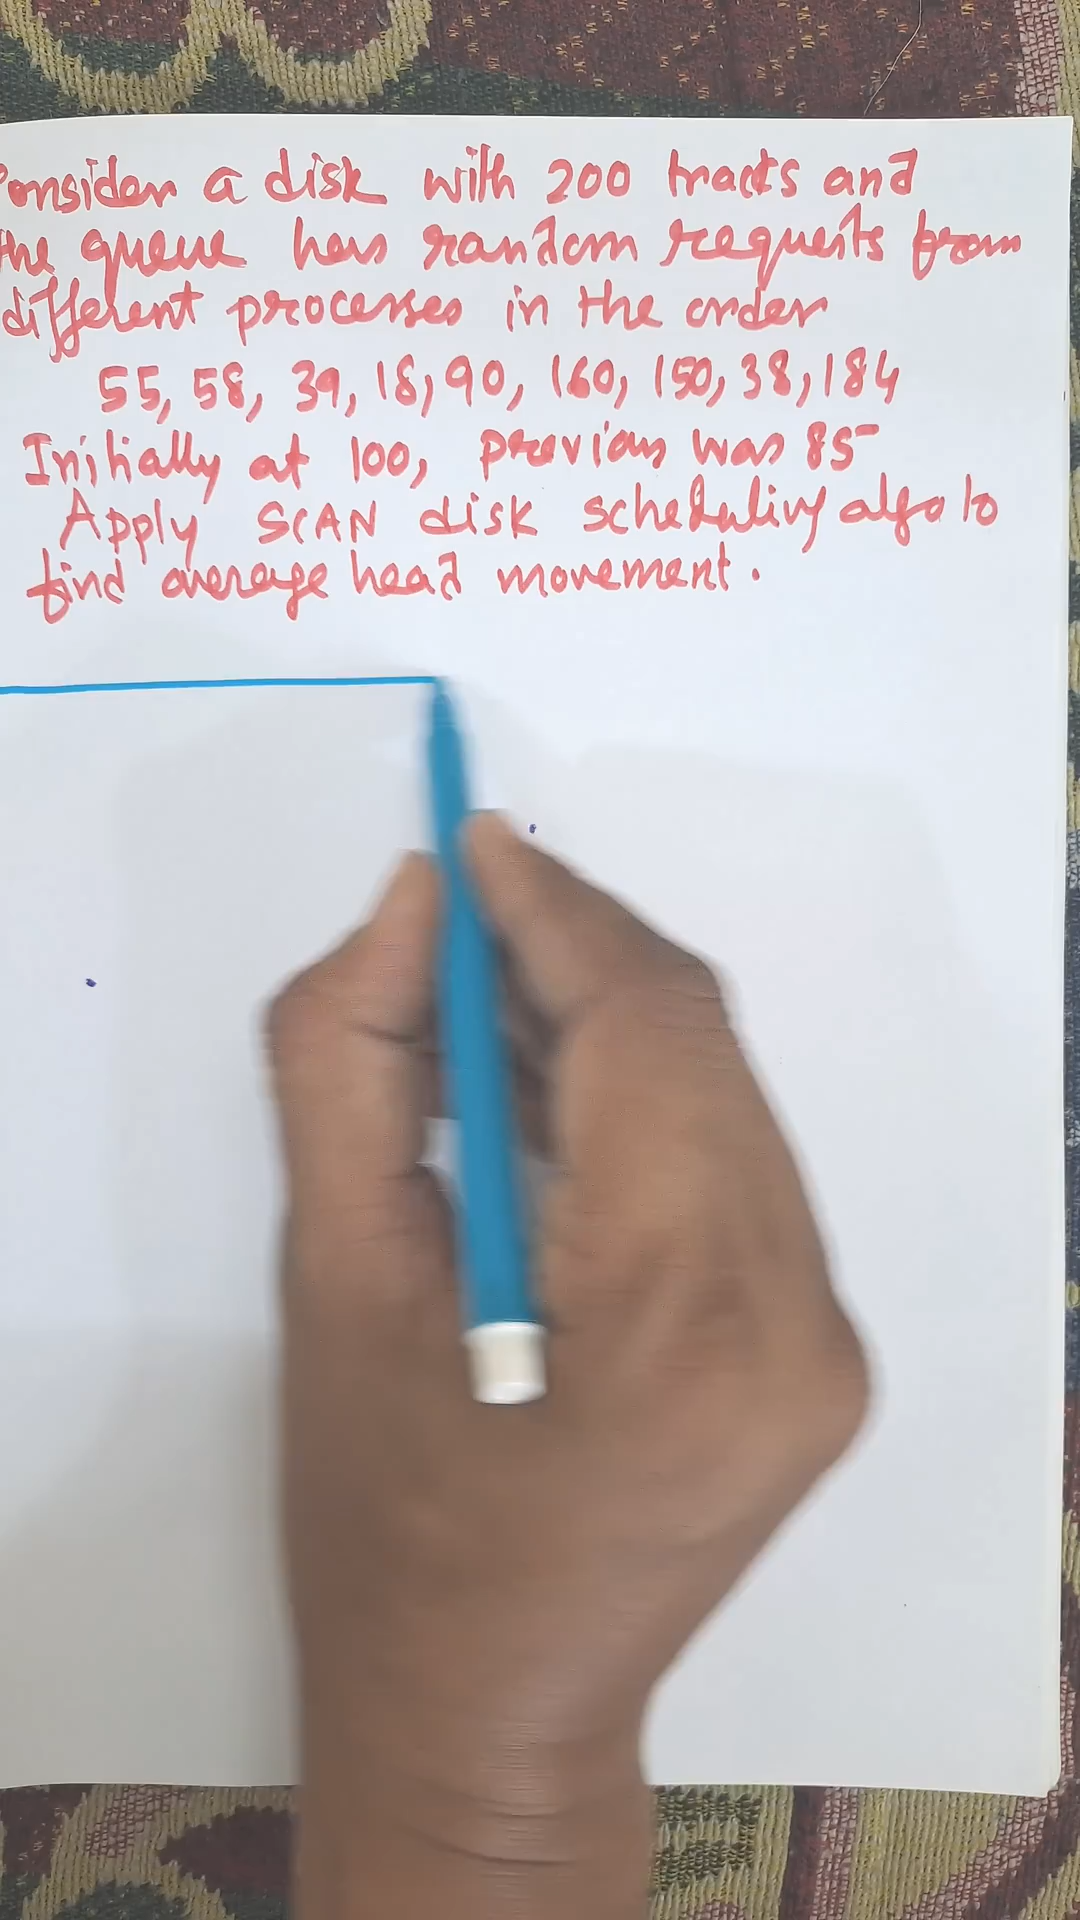 Consider a disk with 200 tracts and
the queue has random requests from
different processes in the order
55, 58, 39, 18, 90, 160, 150, 38, 184
Initially at 100, previous was 85
Apply SCAN disk scheduling algo to
find average head movement.